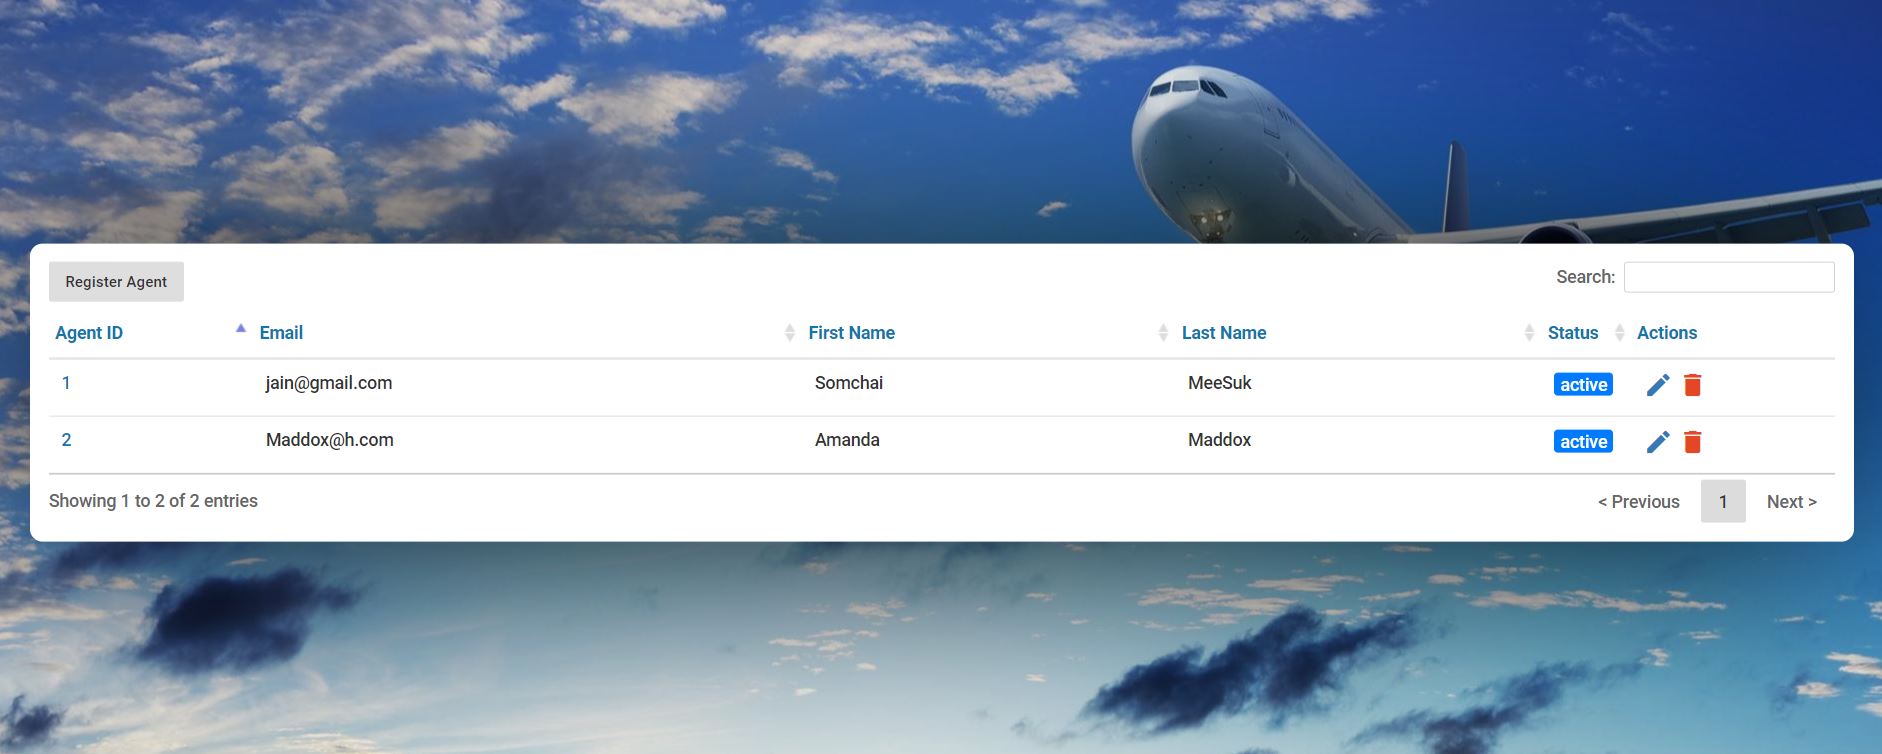 Register Agent Search:
Agent ID Email First Name Last Name Status Actions
1 jain@gmail.com Somchai MeeSuk active
2 Maddox@h.com Amanda Maddox active
Showing 1 to 2 of 2 entries < Previous 1 Next >